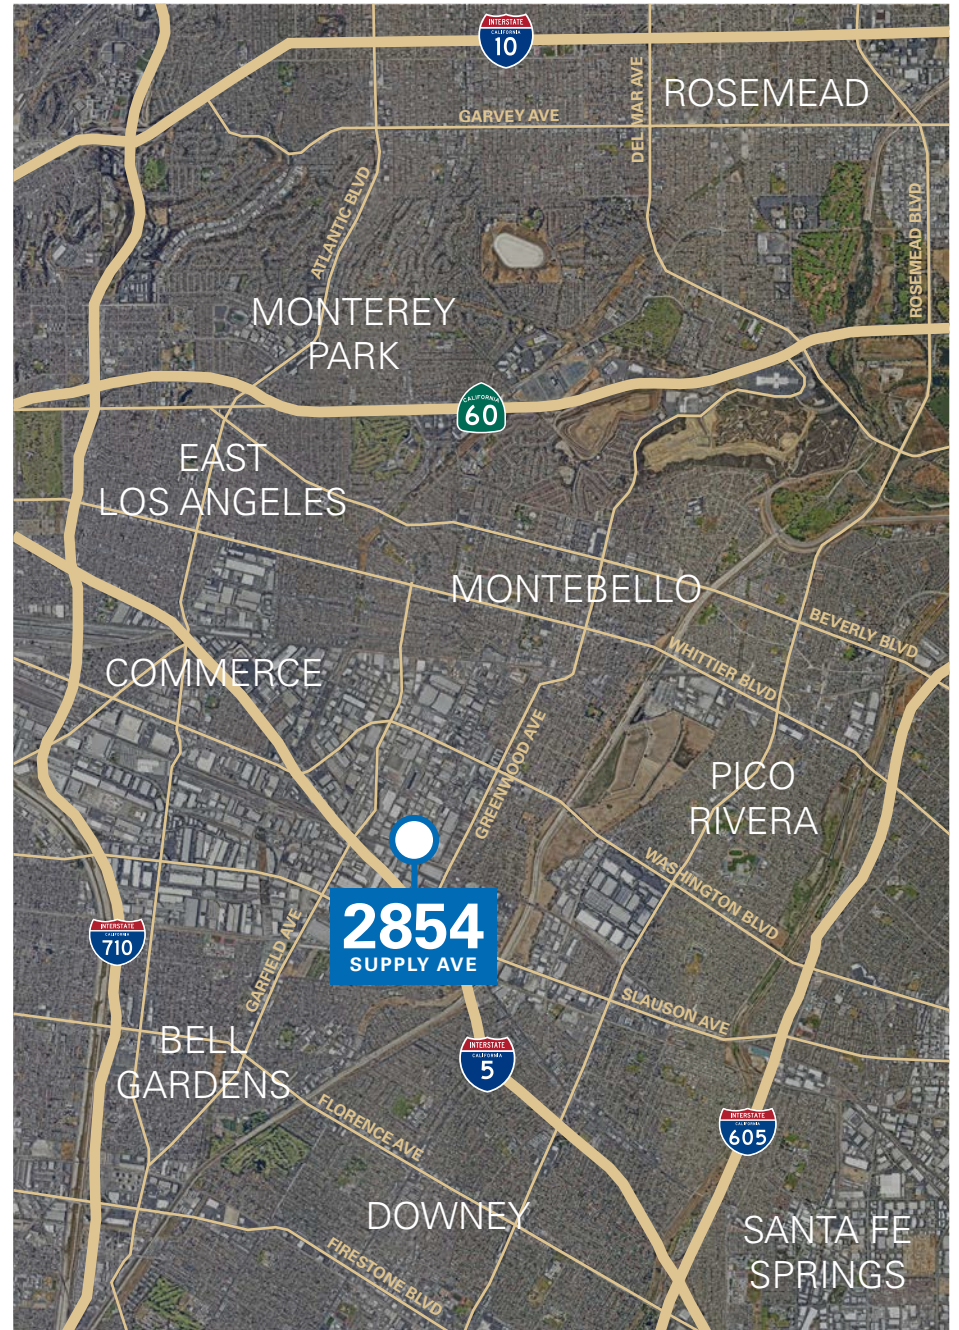 INTERSTATE
CALIFORNIA
10
ROSEMEAD
DEL MAR AVE
GARVEY AVE
ATLANTIC BLVD
ROSEMEAD BLVD
MONTEREY
PARK
CALIFORNIA
60
EAST
LOS ANGELES
MONTEBELLO
BEVERLY BLVD
WHITTIER BLVD
COMMERCE
GREENWOOD AVE
PICO
RIVERA
WASHINGTON BLVD
2854
SUPPLY AVE
INTERSTATE
CALIFORNIA
710
GARFIELD AVE
SLAUSON AVE
BELL
GARDENS
INTERSTATE
CALIFORNIA
5
FLORENCE AVE
INTERSTATE
CALIFORNIA
605
DOWNEY
SANTA FE
SPRINGS
FIRESTONE BLVD